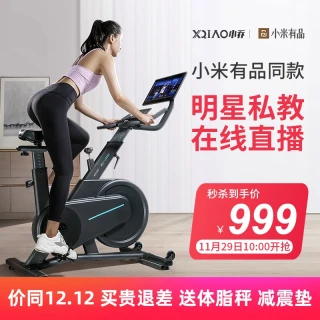 XQIAO小乔 小米有品
小米有品同款
明星私教
在线直播
秒杀到手价
¥999
11月29日10:00开抢
价同12.12 买贵退差 送体脂秤 减震垫